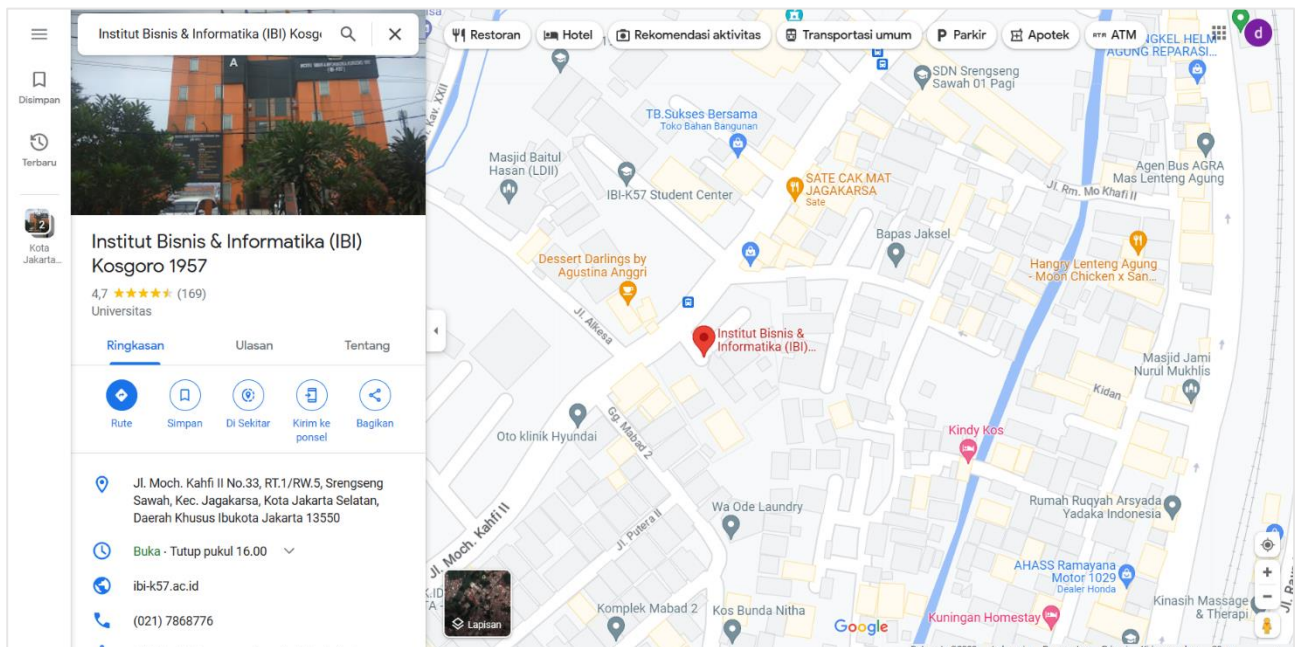 Institut Bisnis & Informatika (IBI) Kosg
Disimpan
Terbaru
2
Kota
Jakarta...
A
Institut Bisnis & Informatika (IBI)
Kosgoro 1957
4,7 ★★★★★ (169)
Universitas
Ringkasan
Ulasan
Tentang
Rute
Simpan
Di Sekitar
Kirim ke
ponsel
Bagikan
Jl. Moch. Kahfi II No.33, RT.1/RW.5, Srengseng
Sawah, Kec. Jagakarsa, Kota Jakarta Selatan,
Daerah Khusus Ibukota Jakarta 13550
Buka · Tutup pukul 16.00
ibi-k57.ac.id
(021) 7868776
Restoran
Hotel
Rekomendasi aktivitas
Transportasi umum
P Parkir
Apotek
ATM ATM
d
AGUNG REPARASI...
SDN Srengseng
Sawah 01 Pagi
TB.Sukses Bersama
Toko Bahan Bangunan
Kav. XXII
Masjid Baitul
Hasan (LDII)
IBI-K57 Student Center
SATE CAK MAT
JAGAKARSA
Sate
Agen Bus AGRA
Mas Lenteng Agung
Jl. Rm. Mo Khafi II
Bapas Jaksel
Dessert Darlings by
Agustina Anggri
Hangry Lenteng Agung
- Moon Chicken x San...
Jl. Alkesa
Institut Bisnis &
Informatika (IBI)...
Masjid Jami
Nurul Mukhlis
Kidan
Gg. Mabad 2
Oto klinik Hyundai
Kindy Kos
Wa Ode Laundry
Rumah Ruqyah Arsyada
Yadaka Indonesia
Jl. Putera II
Jl. Moch. Kahfi II
AHASS Ramayana
Motor 1029
Dealer Honda
Lapisan
Komplek Mabad 2
Kos Bunda Nitha
Google
Kuningan Homestay
Kinasih Massage
& Therapi